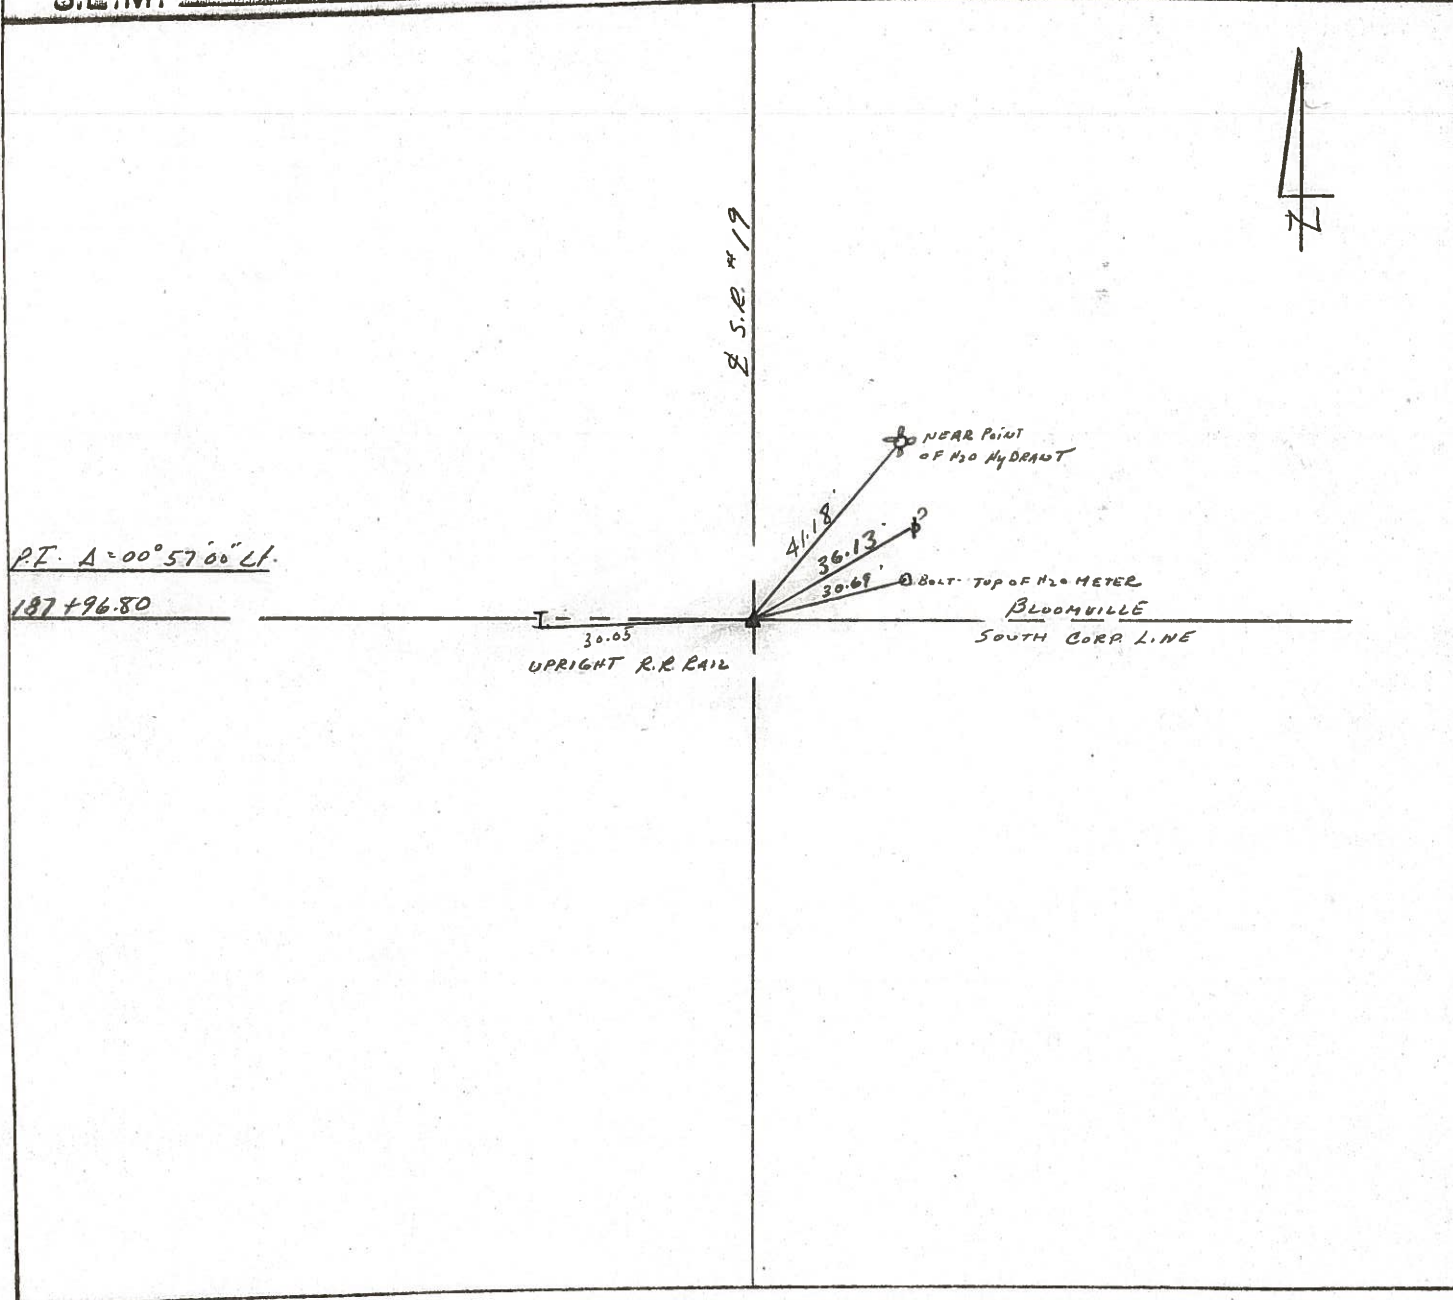 N
℄ S.R. #19
NEAR POINT
OF H2O HYDRANT
41.18'
36.13'
30.69'
BOLT - TOP OF H2O METER
P.I. Δ=00°57'00" Lt.
187+96.80
BLOOMVILLE
SOUTH CORP. LINE
30.05
UPRIGHT R.R. RAIL